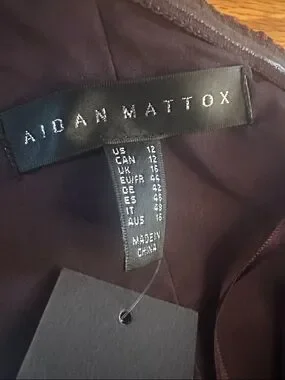 AIDAN MATTOX
US 12
CAN 12
UK 16
EU/FR 44
DE 42
ES 46
IT 48
AUS 16
MADE IN
CHINA